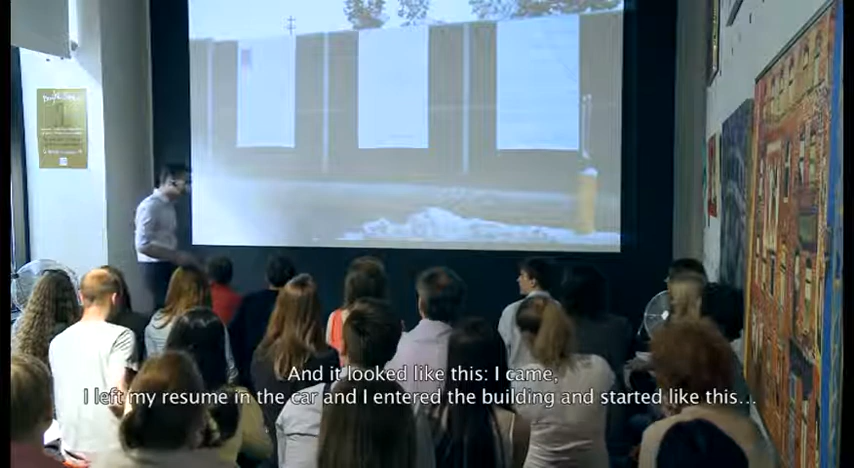 And it looked like this: I came,
I left my resume in the car and I entered the building and started like this...